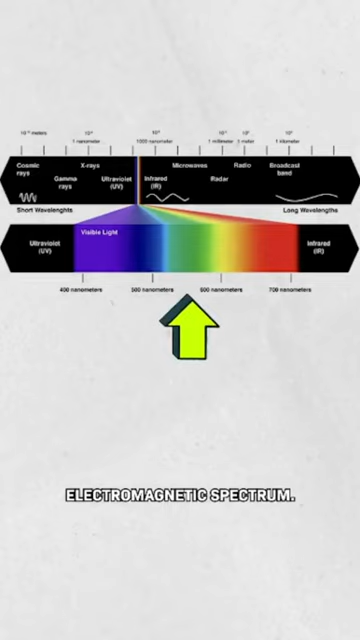 1 nanometer 1000 nanometer 1 millimeter 1 meter 1 kilometer
Cosmic rays X-rays Microwaves Radio Broadcast band
Gamma rays Ultraviolet (UV) Infrared (IR) Radar
Short Wavelenghts Long Wavelengths
Ultraviolet (UV) Visible Light Infrared (IR)
400 nanometers 500 nanometers 600 nanometers 700 nanometers
ELECTROMAGNETIC SPECTRUM.